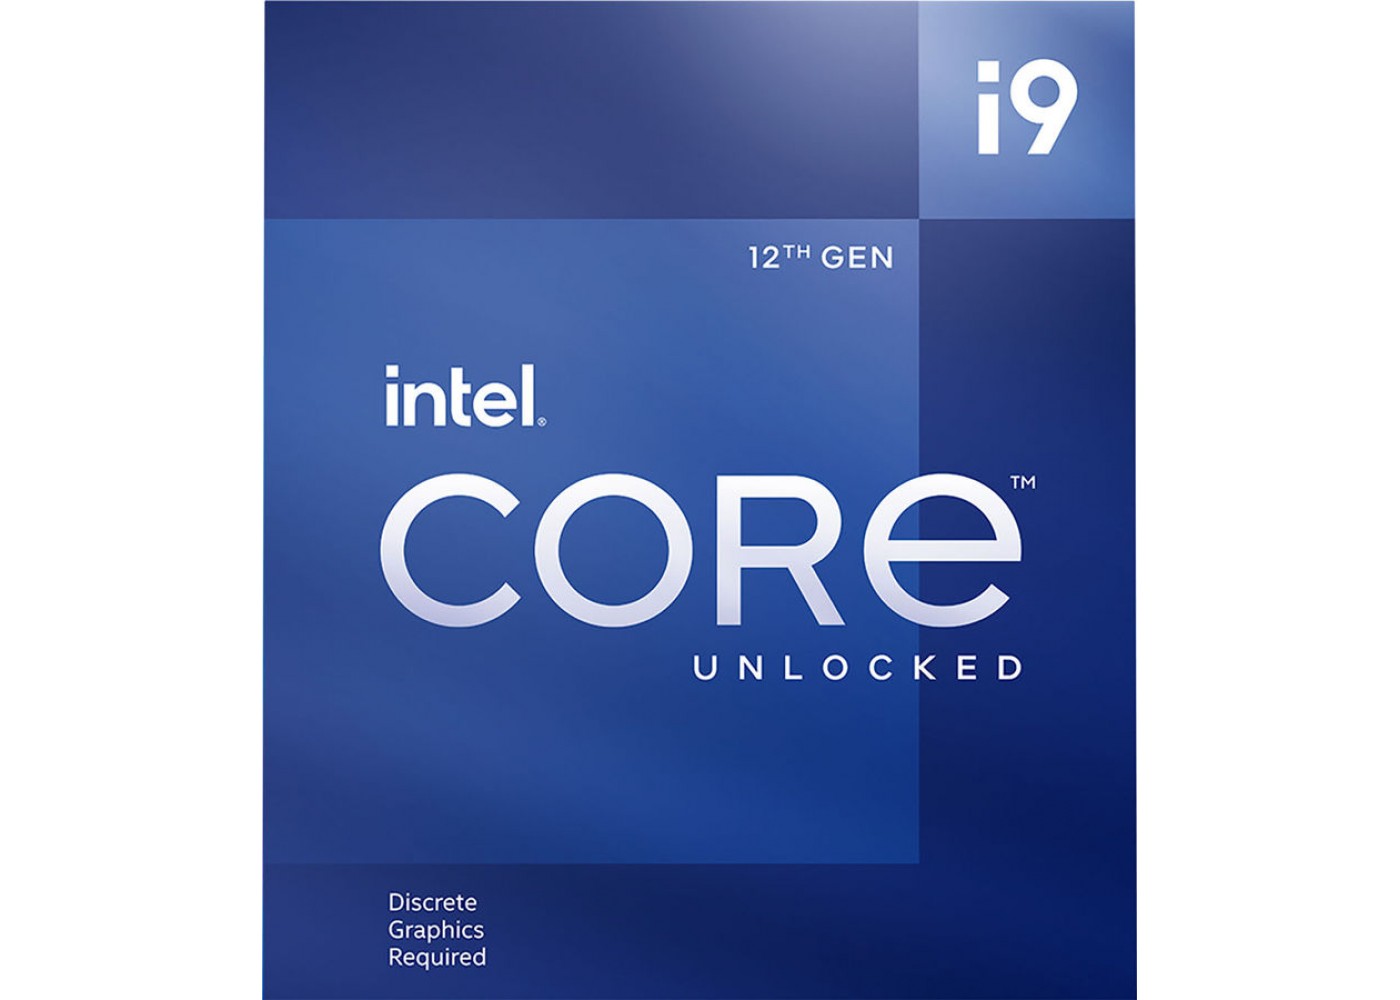 i9
12TH GEN
intel®
CORE™
UNLOCKED
Discrete
Graphics
Required